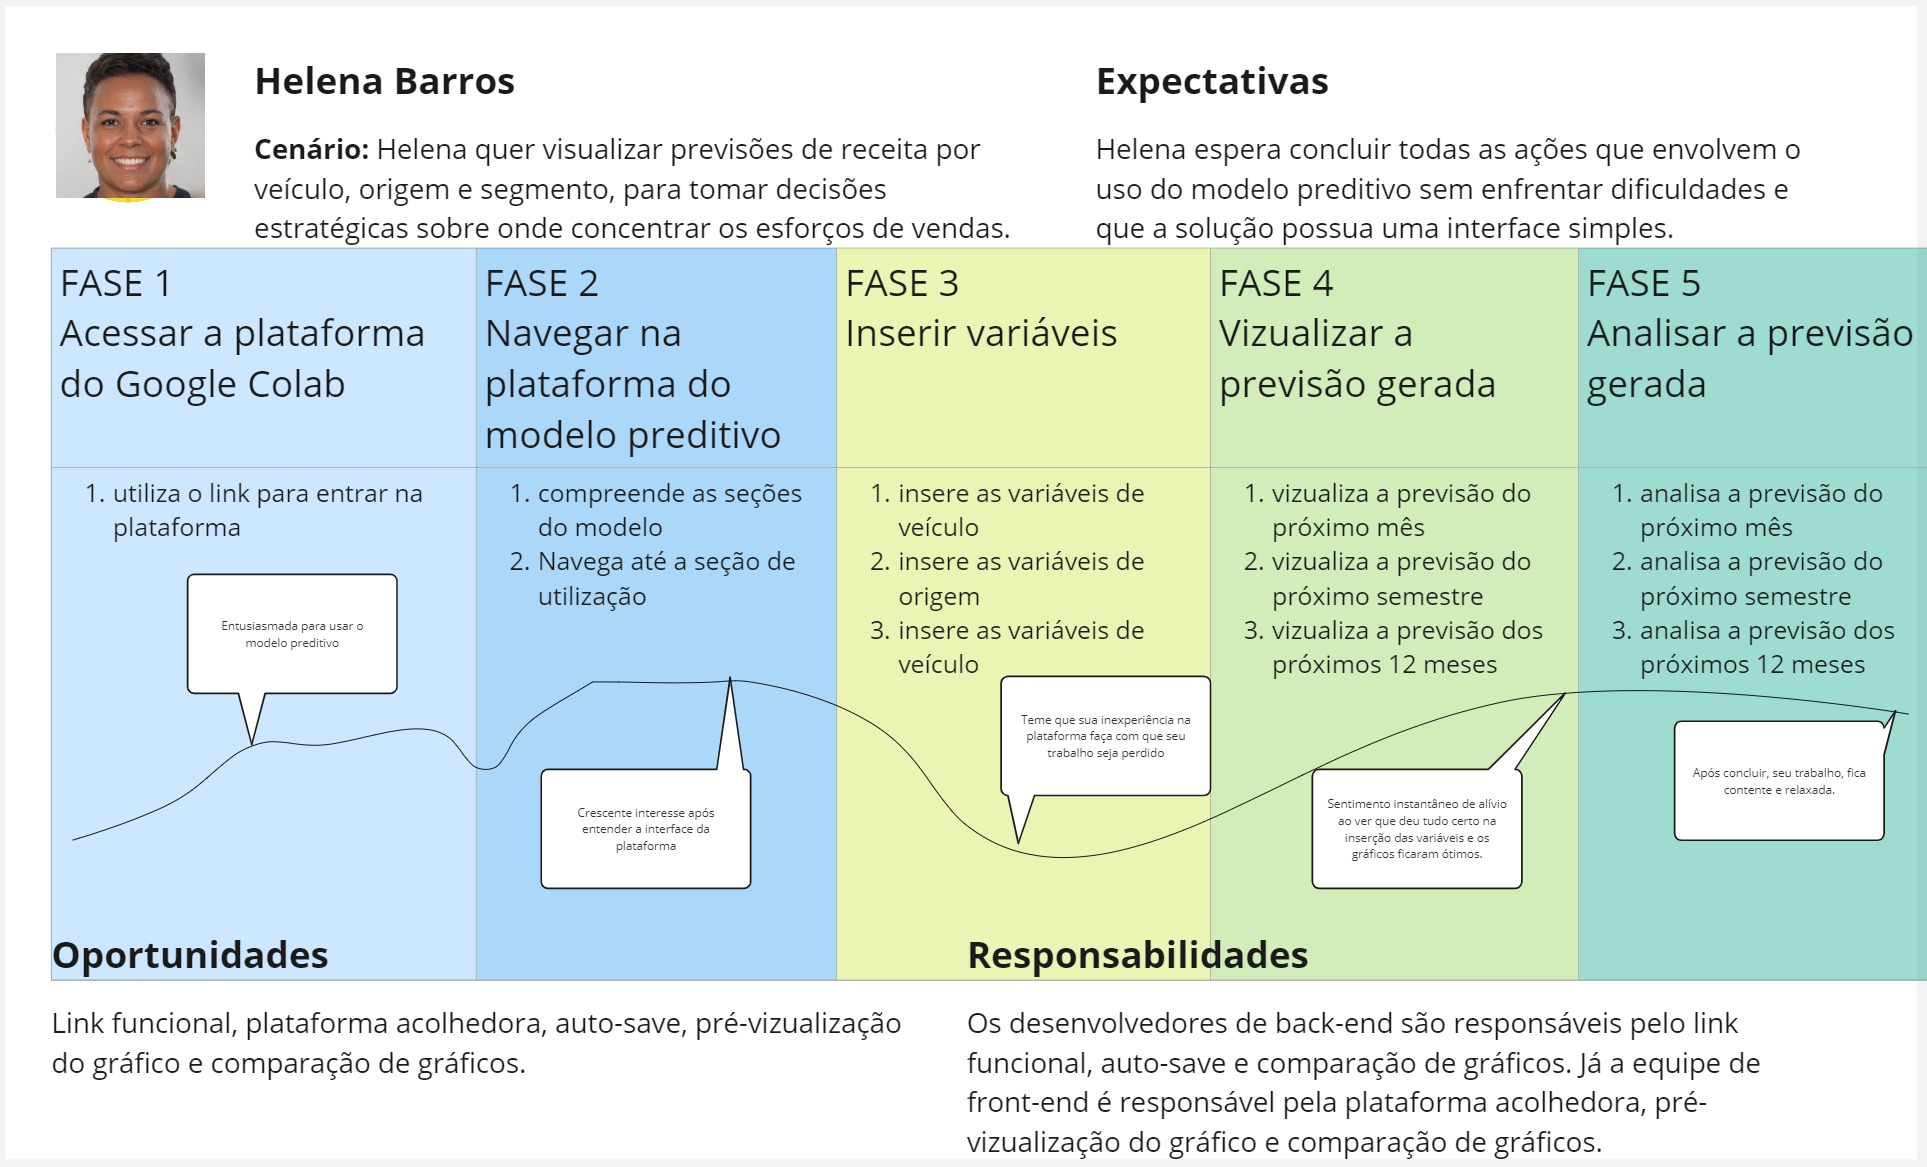 Helena Barros
Cenário: Helena quer visualizar previsões de receita por
veículo, origem e segmento, para tomar decisões
estratégicas sobre onde concentrar os esforços de vendas.
Expectativas
Helena espera concluir todas as ações que envolvem o
uso do modelo preditivo sem enfrentar dificuldades e
que a solução possua uma interface simples.
FASE 1
Acessar a plataforma
do Google Colab
FASE 2
Navegar na
plataforma do
modelo preditivo
FASE 3
Inserir variáveis
FASE 4
Vizualizar a
previsão gerada
FASE 5
Analisar a previsão
gerada
1. utiliza o link para entrar na
plataforma
Entusiasmada para usar o
modelo preditivo
1. compreende as seções
do modelo
2. Navega até a seção de
utilização
Crescente interesse após
entender a interface da
plataforma
1. insere as variáveis de
veículo
2. insere as variáveis de
origem
3. insere as variáveis de
veículo
Teme que sua inexperiência na
plataforma faça com que seu
trabalho seja perdido
1. vizualiza a previsão do
próximo mês
2. vizualiza a previsão do
próximo semestre
3. vizualiza a previsão dos
próximos 12 meses
Sentimento instantâneo de alívio
ao ver que deu tudo certo na
inserção das variáveis e os
gráficos ficaram ótimos.
1. analisa a previsão do
próximo mês
2. analisa a previsão do
próximo semestre
3. analisa a previsão dos
próximos 12 meses
Após concluir, seu trabalho, fica
contente e relaxada.
Oportunidades
Link funcional, plataforma acolhedora, auto-save, pré-vizualização
do gráfico e comparação de gráficos.
Responsabilidades
Os desenvolvedores de back-end são responsáveis pelo link
funcional, auto-save e comparação de gráficos. Já a equipe de
front-end é responsável pela plataforma acolhedora, pré-
vizualização do gráfico e comparação de gráficos.